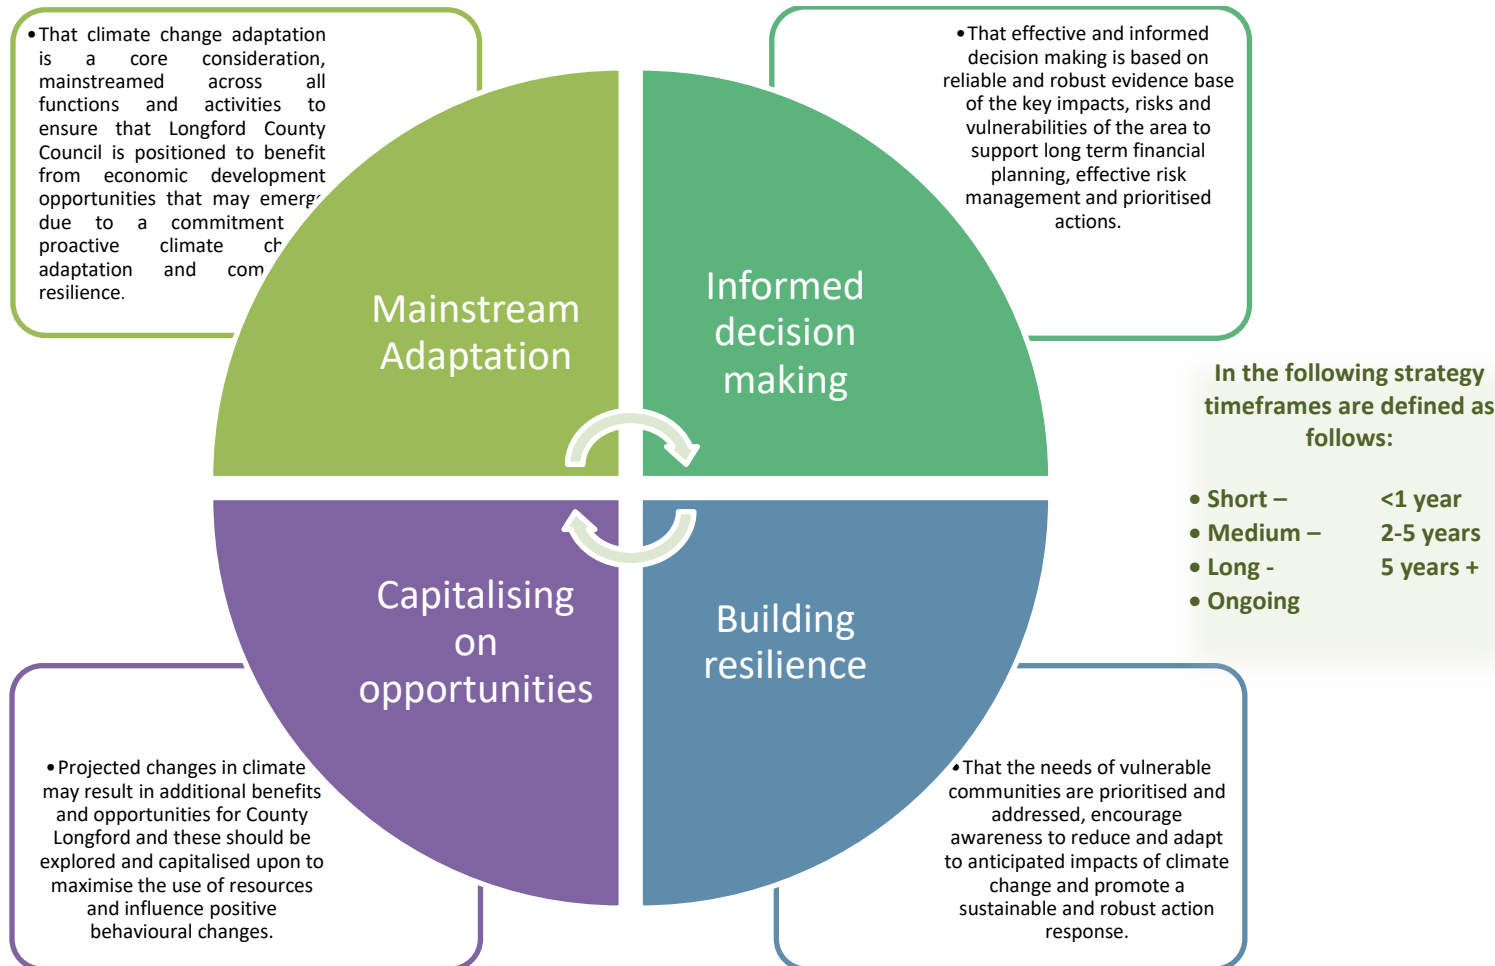 •That climate change adaptation
is a core consideration,
mainstreamed across all
functions and activities to
ensure that Longford County
Council is positioned to benefit
from economic development
opportunities that may emerge
due to a commitment
proactive climate
adaptation and
resilience.
•That effective and informed
decision making is based on
reliable and robust evidence base
of the key impacts, risks and
vulnerabilities of the area to
support long term financial
planning, effective risk
management and prioritised
actions.
Mainstream
Adaptation
Informed
decision
making
In the following strategy
timeframes are defined as
follows:
• Short – <1 year
• Medium – 2-5 years
• Long - 5 years +
• Ongoing
Capitalising
on
opportunities
Building
resilience
•Projected changes in climate
may result in additional benefits
and opportunities for County
Longford and these should be
explored and capitalised upon to
maximise the use of resources
and influence positive
behavioural changes.
•That the needs of vulnerable
communities are prioritised and
addressed, encourage
awareness to reduce and adapt
to anticipated impacts of climate
change and promote a
sustainable and robust action
response.